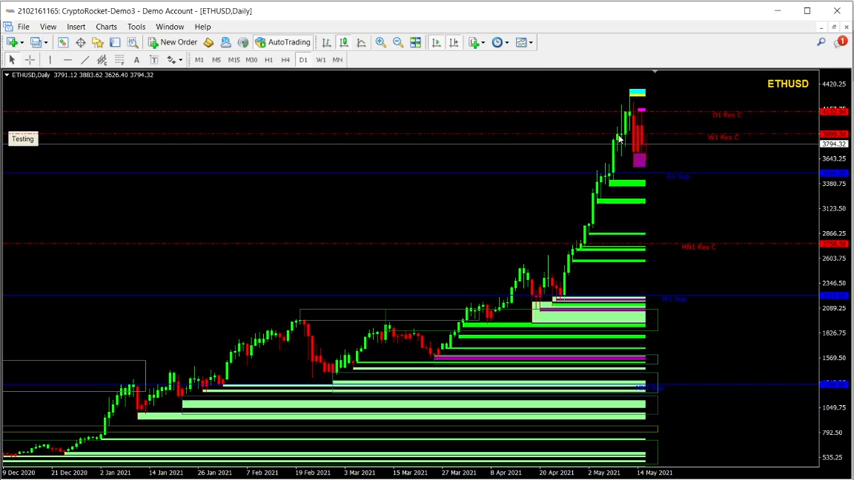 2102161165: CryptoRocket-Demo3 - Demo Account - [ETHUSD,Daily]
File View Insert Charts Tools Window Help
New Order AutoTrading
1
A T M1 M5 M15 M30 H1 H4 D1 W1 MN
ETHUSD,Daily 3791.12 3883.62 3626.40 3794.32
ETHUSD
4420.25
D1 Res C
W1 Res C
Testing
3794.32
3643.25
3380.75
3123.50
2866.25
MN1 Res C
2603.75
2346.50
2089.25
1826.75
1569.50
1049.75
792.50
535.25
9 Dec 2020 21 Dec 2020 2 Jan 2021 14 Jan 2021 26 Jan 2021 7 Feb 2021 19 Feb 2021 3 Mar 2021 15 Mar 2021 27 Mar 2021 8 Apr 2021 20 Apr 2021 2 May 2021 14 May 2021